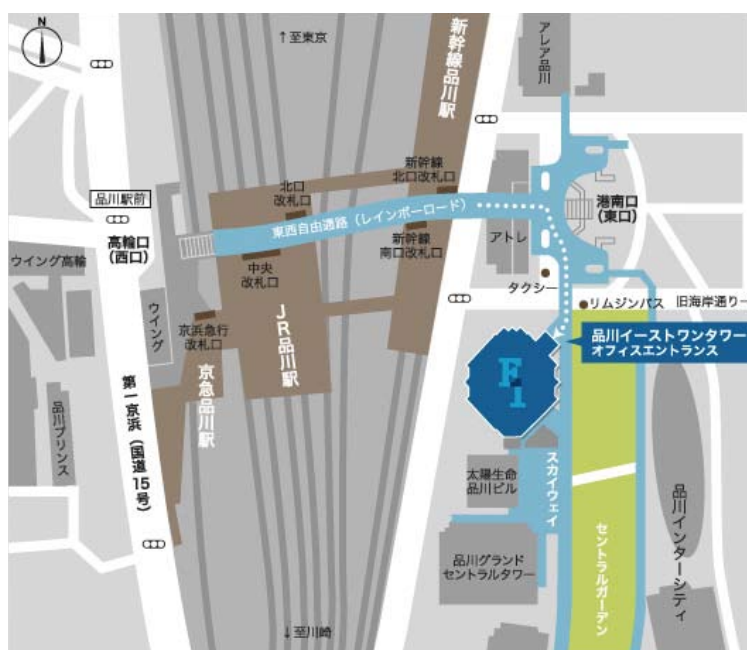 N
↑至東京
新幹線品川駅
アレア品川
品川駅前
北口
改札口
新幹線
北口改札口
高輪口
(西口)
東西自由通路(レインボーロード)
港南口
(東口)
ウイング高輪
中央
改札口
新幹線
南口改札口
アトレ
タクシー
ウイング
京浜急行
改札口
JR品川駅
リムジンバス
旧海岸通り→
京急品川駅
品川イーストワンタワー
オフィスエントランス
E
1
第一京浜(国道15号)
品川プリンス
太陽生命
品川ビル
スカイウェイ
品川グランド
セントラルタワー
セントラルガーデン
品川インターシティ
↓至川崎